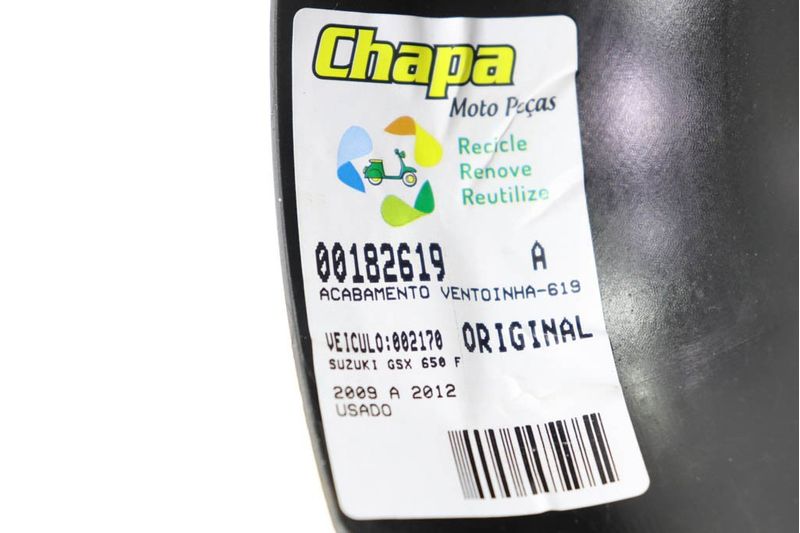 Chapa
Moto Peças
Recicle
Renove
Reutilize
00182619 A
ACABAMENTO VENTOINHA-619
VEICULO:002170 ORIGINAL
SUZUKI GSX 650 F
2009 A 2012
USADO